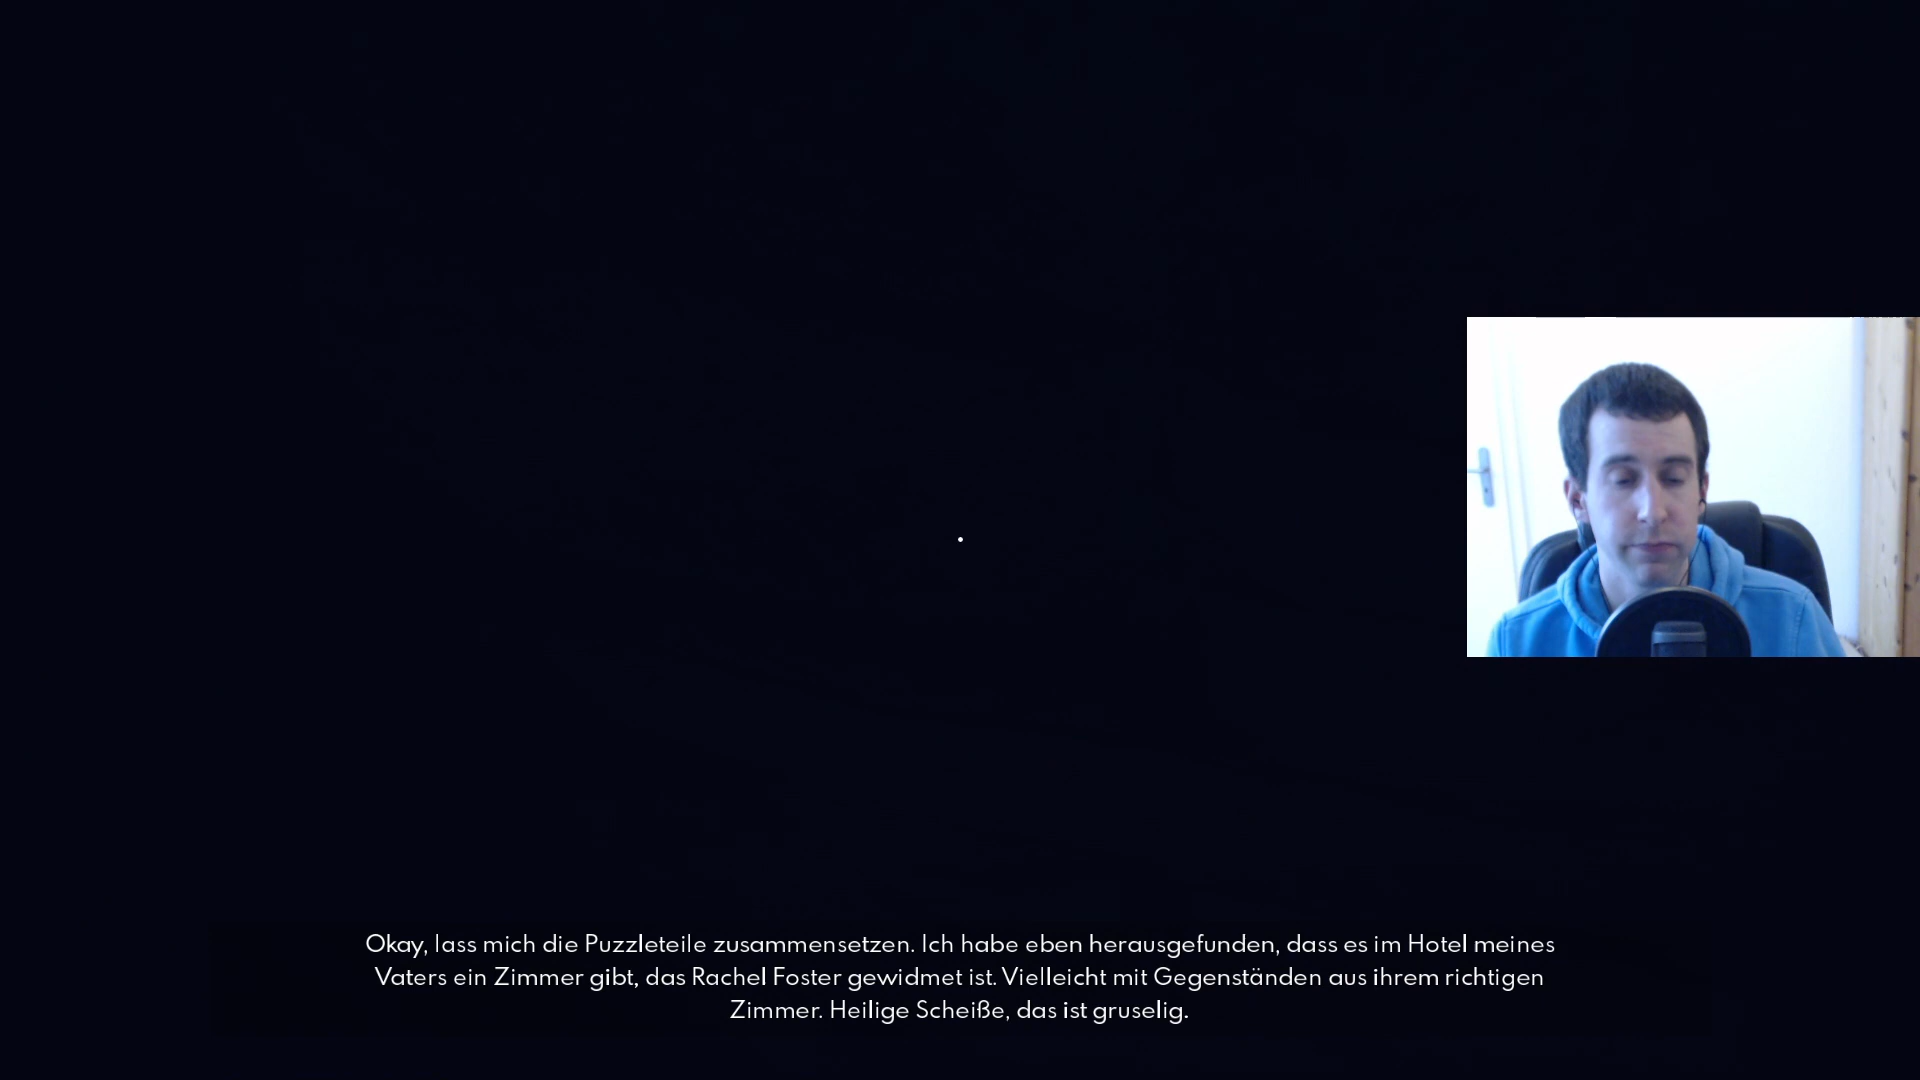 Okay, lass mich die Puzzleteile zusammensetzen. Ich habe eben herausgefunden, dass es im Hotel meines
Vaters ein Zimmer gibt, das Rachel Foster gewidmet ist. Vielleicht mit Gegenständen aus ihrem richtigen
Zimmer. Heilige Scheiße, das ist gruselig.